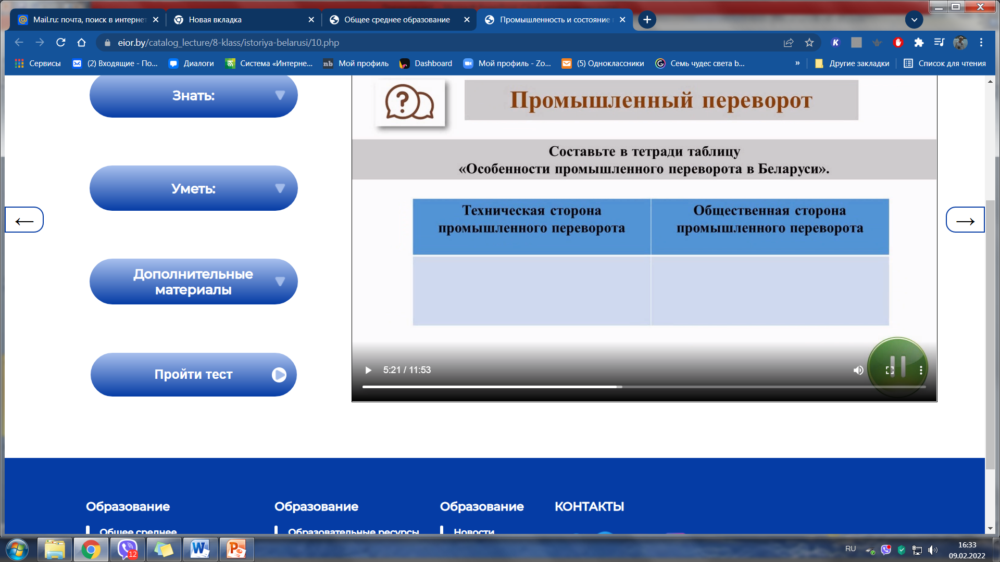 Mail.ru: почта, поиск в интернет
Новая вкладка
Общее среднее образование
Промышленность и состояние
eior.by/catalog_lecture/8-klass/istoriya-belarusi/10.php
Сервисы
(2) Входящие - По...
Диалоги
Система «Интерне...
nb Мой профиль
Dashboard
Мой профиль - Zo...
(5) Одноклассники
Семь чудес света b...
»
Другие закладки
Список для чтения
Знать:
Уметь:
Дополнительные
материалы
Пройти тест
←
→
Промышленный переворот
Составьте в тетради таблицу
«Особенности промышленного переворота в Беларуси».
Техническая сторона
промышленного переворота
Общественная сторона
промышленного переворота
5:21 / 11:53
Образование
Образование
Образование
КОНТАКТЫ
Общее среднее
Образовательные ресурсы
Новости
12
RU
16:33
09.02.2022